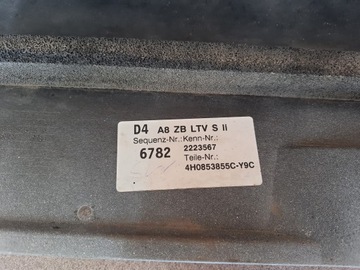 D4 A8 ZB LTV S II
Sequenz-Nr.:Kenn-Nr.:
6782 2223567
Teile-Nr.:
4H0853855C-Y9C